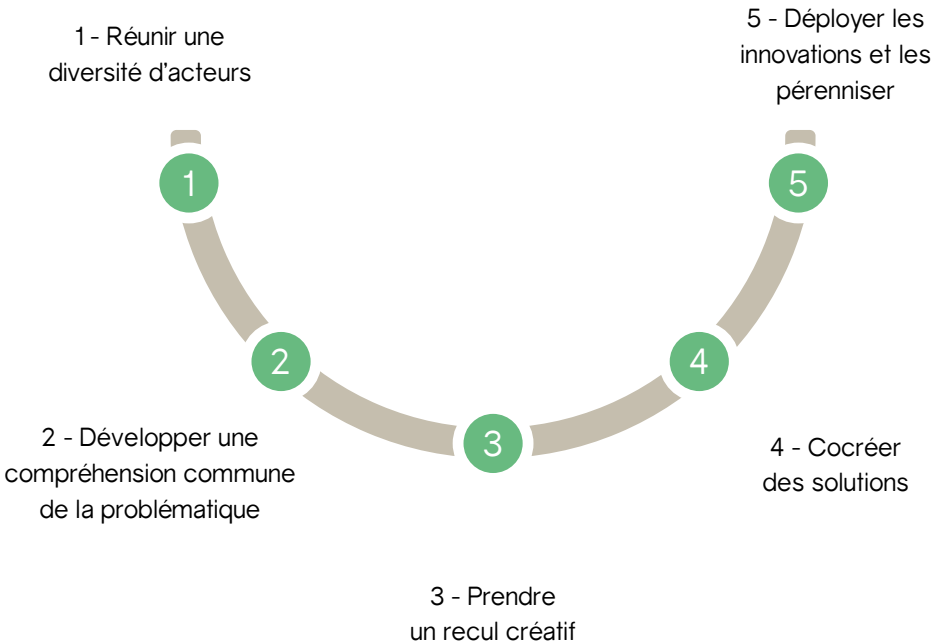 1 - Réunir une
diversité d'acteurs
5 - Déployer les
innovations et les
pérenniser
1
5
2
4
3
2 - Développer une
compréhension commune
de la problématique
4 - Cocréer
des solutions
3 - Prendre
un recul créatif